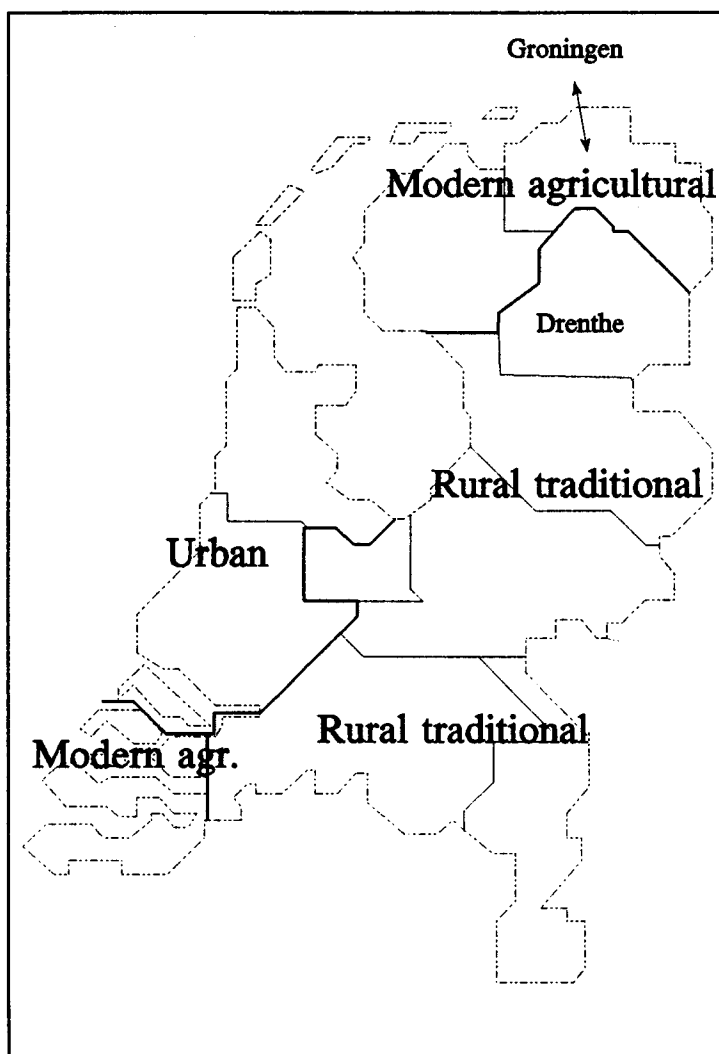 Groningen
Modern agricultural
Drenthe
Rural traditional
Urban
Rural traditional
Modern agr.